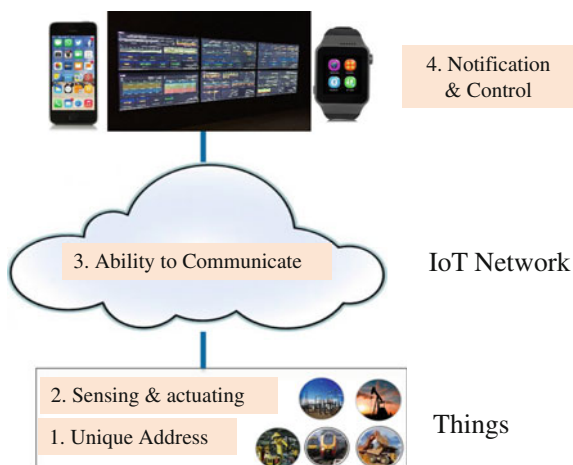 4. Notification
& Control
3. Ability to Communicate
IoT Network
2. Sensing & actuating
1. Unique Address
Things